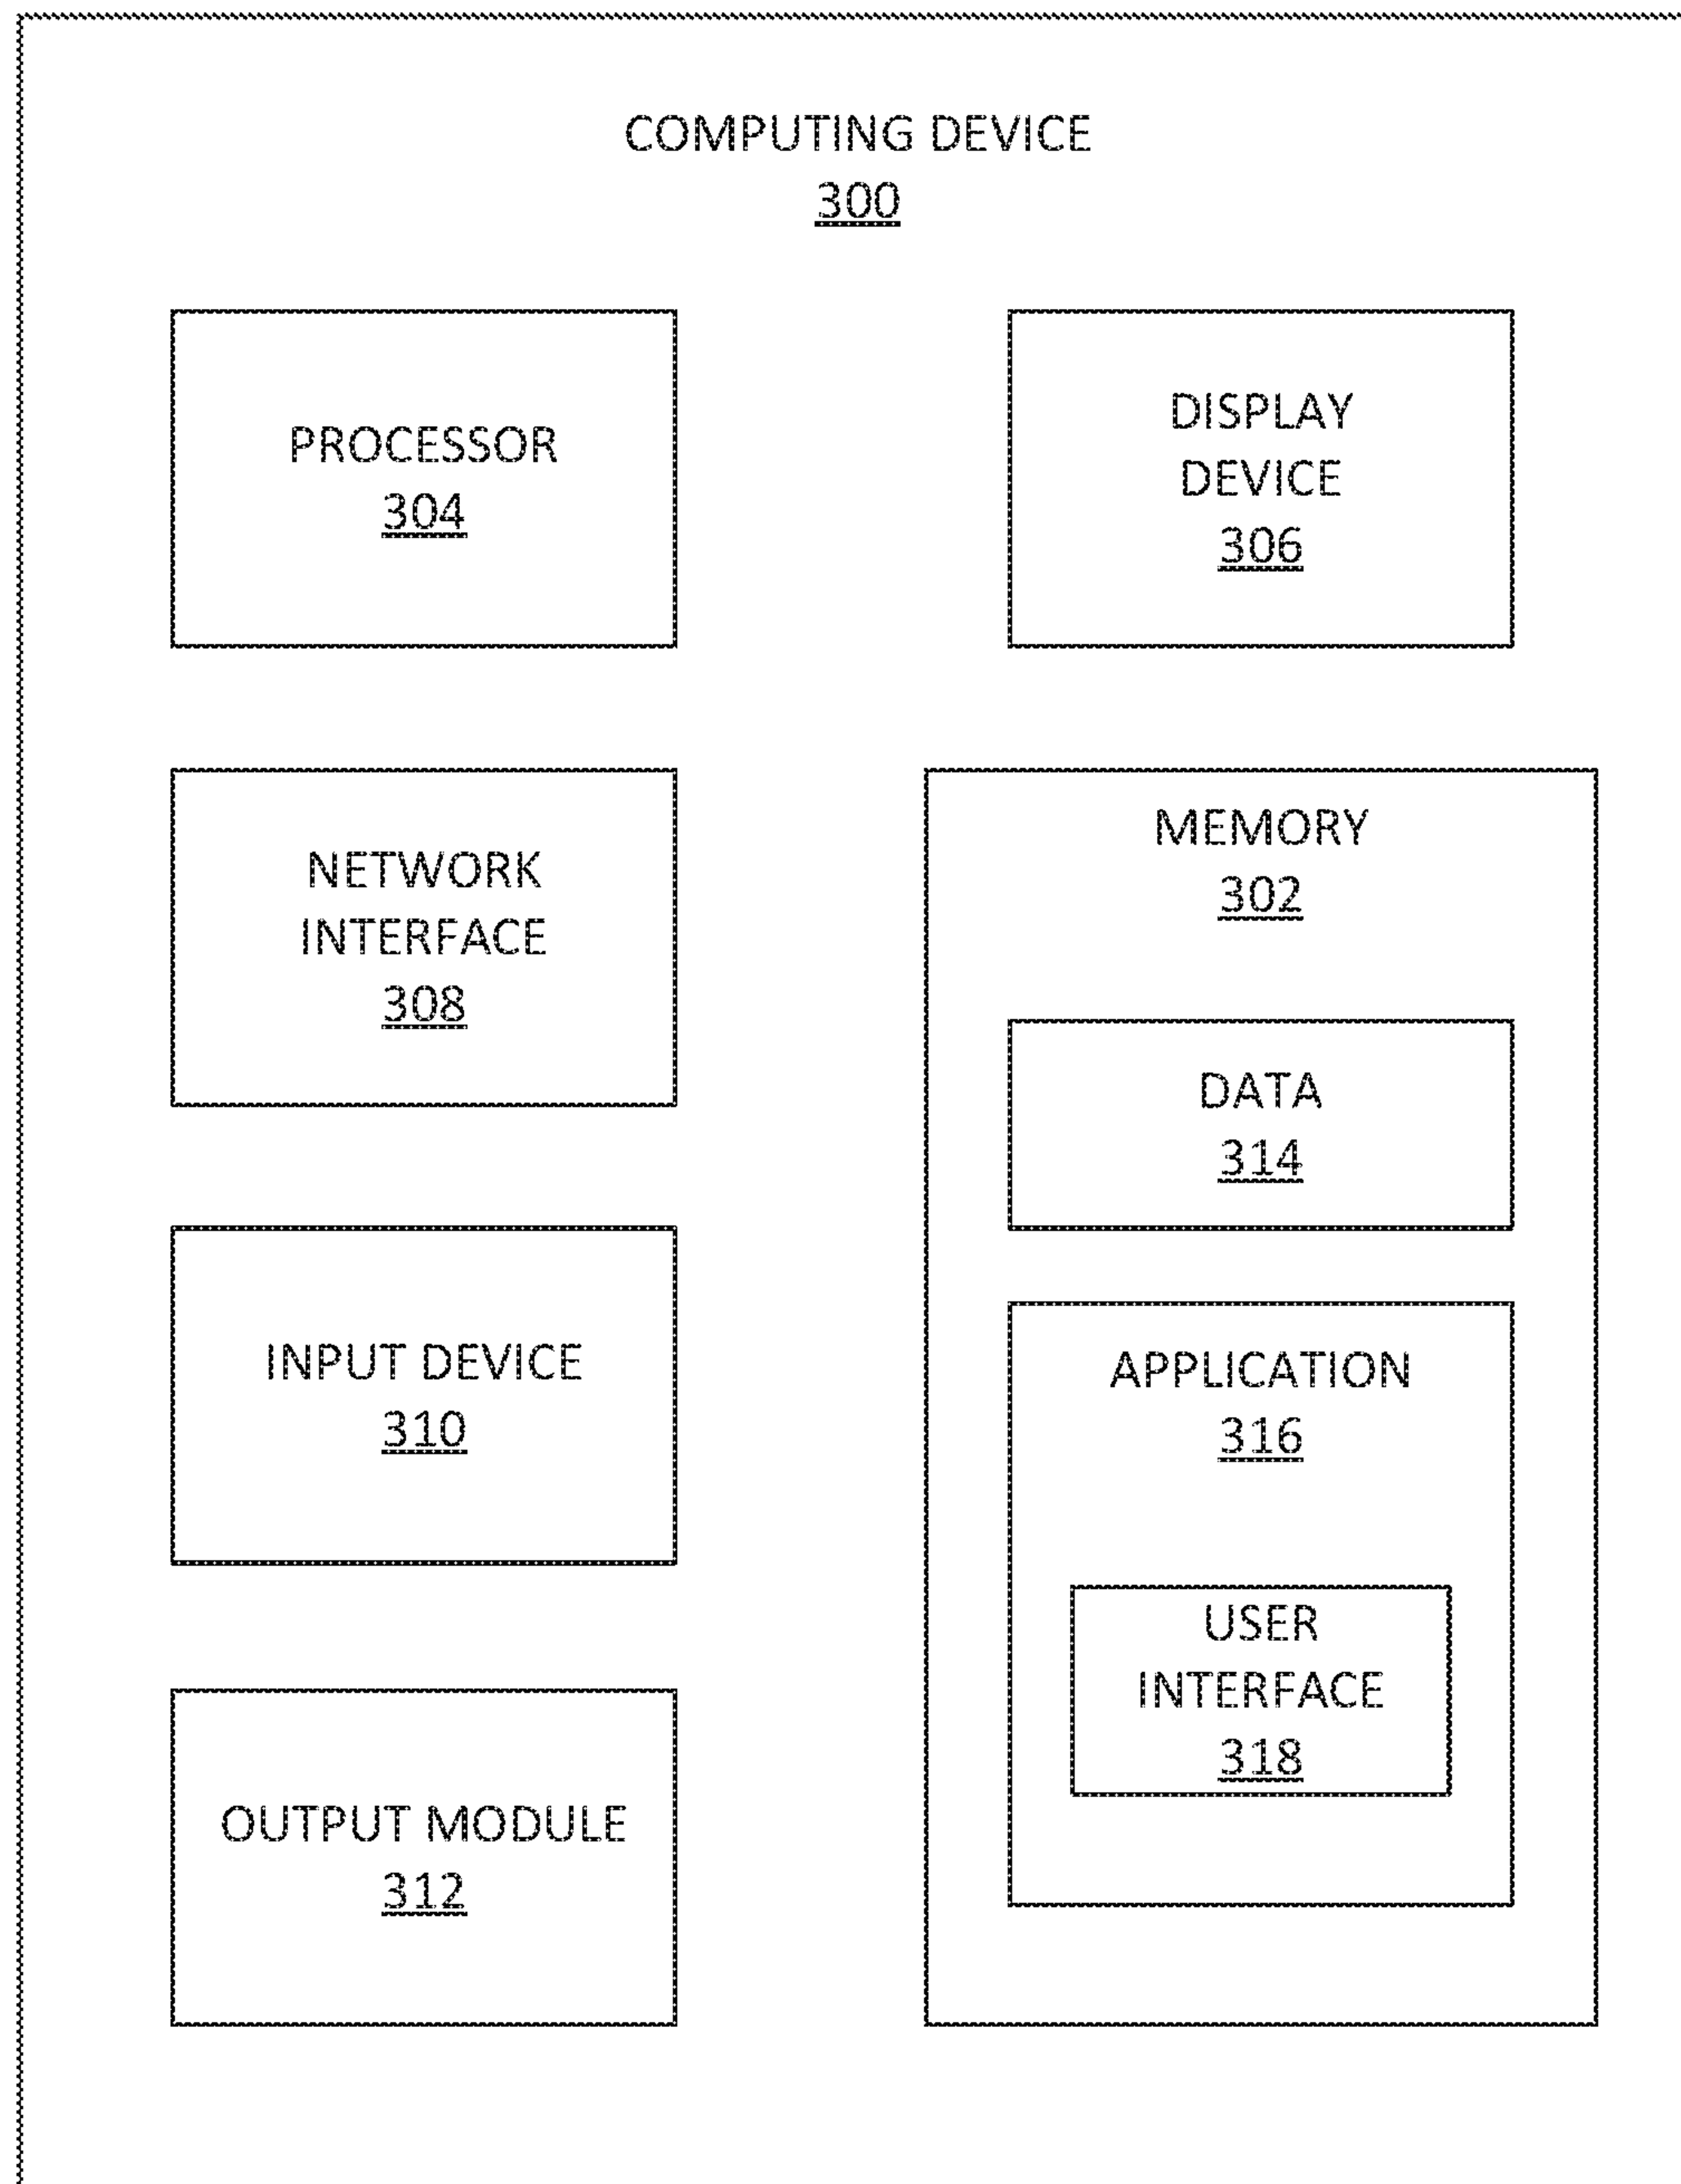 COMPUTING DEVICE
300
PROCESSOR
304
DISPLAY
DEVICE
306
NETWORK
INTERFACE
308
MEMORY
302
DATA
314
INPUT DEVICE
310
APPLICATION
316
USER
INTERFACE
318
OUTPUT MODULE
312